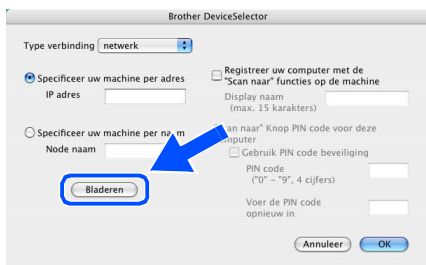 Brother DeviceSelector
Type verbinding netwerk
Specificeer uw machine per adres
IP adres
Specificeer uw machine per
Node naam
Bladeren
Registreer uw computer met de
"Scan naar" functies op de machine
Display naam
(max. 15 karakters)
naar" Knop PIN code voor deze
Gebruik PIN code beveiliging
PIN code
("0" – "9", 4 cijfers)
Voer de PIN code
opnieuw in
Annuleer
OK